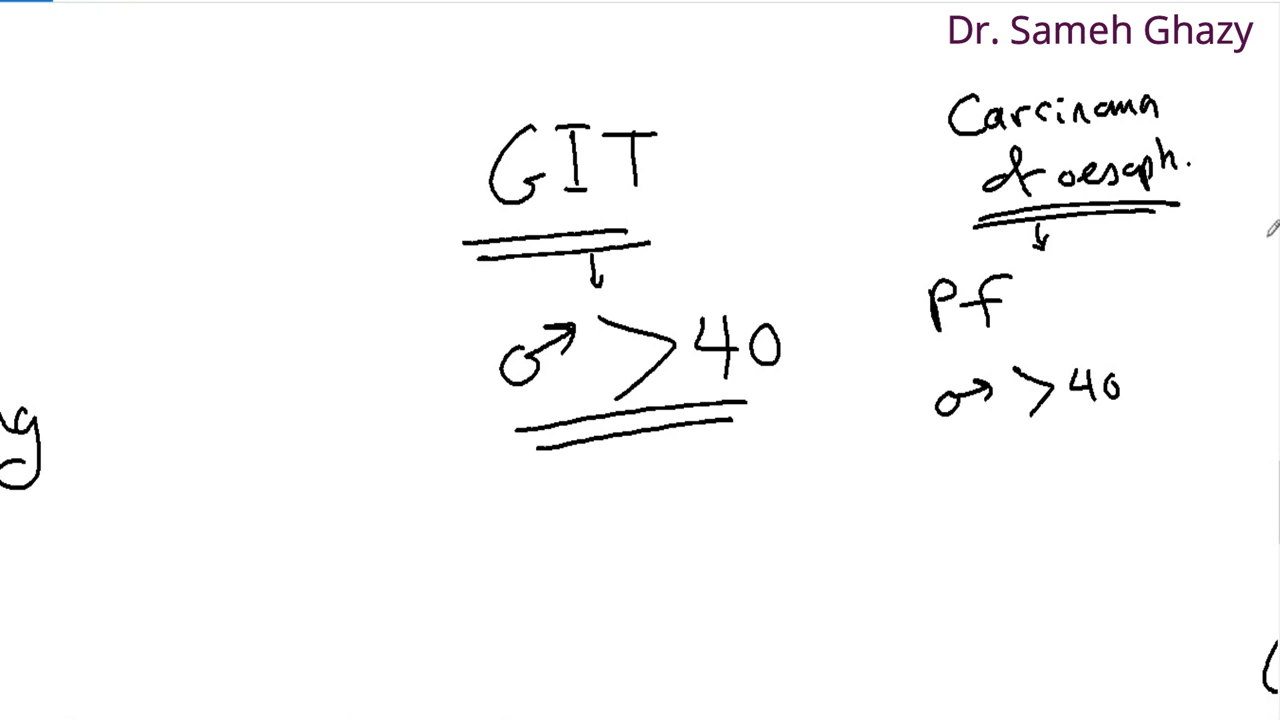 Dr. Sameh Ghazy
GIT
♂ > 40
Carcinoma
of oesoph.
Pf
♂ > 40